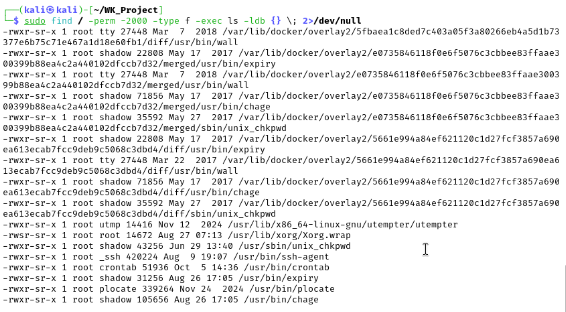 ┌──(kali㉿kali)-[~/WK_Project]
└─$ sudo find / -perm -2000 -type f -exec ls -ldb {} \; 2>/dev/null
-rwxr-sr-x 1 root tty 27448 Mar  7  2018 /var/lib/docker/overlay2/5fbaea1c8ded7c403a05f3a80266eb4a5d1b73
377e6b75c71e467a1d18e60fb1/diff/usr/bin/wall
-rwxr-sr-x 1 root shadow 22808 May 17  2017 /var/lib/docker/overlay2/e0735846118f0e6f5076c3cbbee83ffaae3
00399b88ea4c2a440102dfccb7d32/merged/usr/bin/expiry
-rwxr-sr-x 1 root tty 27448 Mar  7  2018 /var/lib/docker/overlay2/e0735846118f0e6f5076c3cbbee83ffaae3003
99b88ea4c2a440102dfccb7d32/merged/usr/bin/wall
-rwxr-sr-x 1 root shadow 71856 May 17  2017 /var/lib/docker/overlay2/e0735846118f0e6f5076c3cbbee83ffaae3
00399b88ea4c2a440102dfccb7d32/merged/usr/bin/chage
-rwxr-sr-x 1 root shadow 35592 May 27  2017 /var/lib/docker/overlay2/e0735846118f0e6f5076c3cbbee83ffaae3
00399b88ea4c2a440102dfccb7d32/merged/sbin/unix_chkpwd
-rwxr-sr-x 1 root shadow 22808 May 17  2017 /var/lib/docker/overlay2/5661e994a84ef621120c1d27fcf3857a690
ea613ecab7fcc9deb9c5068c3dbd4/diff/usr/bin/expiry
-rwxr-sr-x 1 root tty 27448 Mar 22  2017 /var/lib/docker/overlay2/5661e994a84ef621120c1d27fcf3857a690ea6
13ecab7fcc9deb9c5068c3dbd4/diff/usr/bin/wall
-rwxr-sr-x 1 root shadow 71856 May 17  2017 /var/lib/docker/overlay2/5661e994a84ef621120c1d27fcf3857a690
ea613ecab7fcc9deb9c5068c3dbd4/diff/usr/bin/chage
-rwxr-sr-x 1 root shadow 35592 May 27  2017 /var/lib/docker/overlay2/5661e994a84ef621120c1d27fcf3857a690
ea613ecab7fcc9deb9c5068c3dbd4/diff/sbin/unix_chkpwd
-rwxr-sr-x 1 root utmp 14416 Nov 12  2024 /usr/lib/x86_64-linux-gnu/utempter/utempter
-rwsr-sr-x 1 root root 14672 Aug 27 07:13 /usr/lib/xorg/Xorg.wrap
-rwxr-sr-x 1 root shadow 43256 Jun 29 13:40 /usr/sbin/unix_chkpwd
-rwxr-sr-x 1 root _ssh 420224 Aug  9 19:07 /usr/bin/ssh-agent
-rwxr-sr-x 1 root crontab 51936 Oct  5 14:36 /usr/bin/crontab
-rwxr-sr-x 1 root shadow 31256 Aug 26 17:05 /usr/bin/expiry
-rwxr-sr-x 1 root plocate 339264 Nov 24  2024 /usr/bin/plocate
-rwxr-sr-x 1 root shadow 105656 Aug 26 17:05 /usr/bin/chage